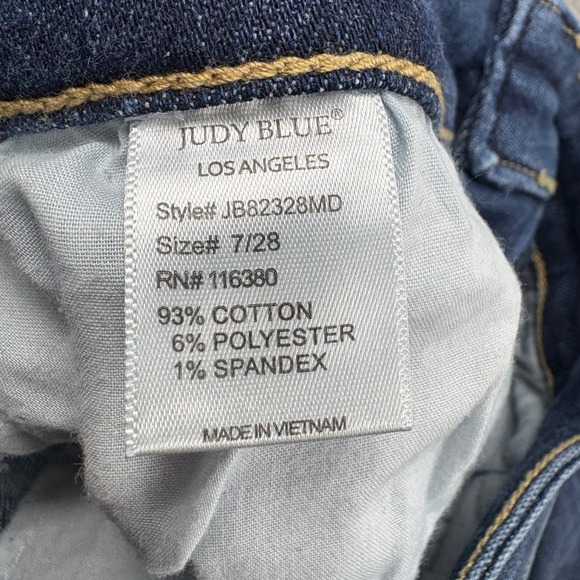 JUDY BLUE®
LOS ANGELES
Style# JB82328MD
Size# 7/28
RN# 116380
93% COTTON
6% POLYESTER
1% SPANDEX
MADE IN VIETNAM